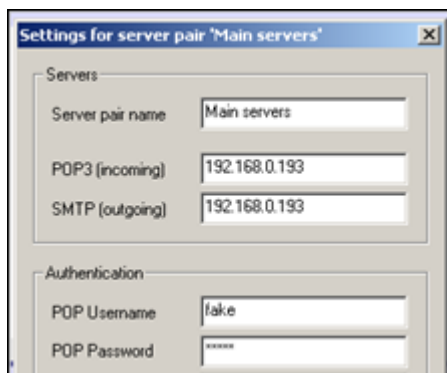 Settings for server pair 'Main servers'
Servers
Server pair name Main servers
POP3 (incoming) 192.168.0.193
SMTP (outgoing) 192.168.0.193
Authentication
POP Username fake
POP Password *****